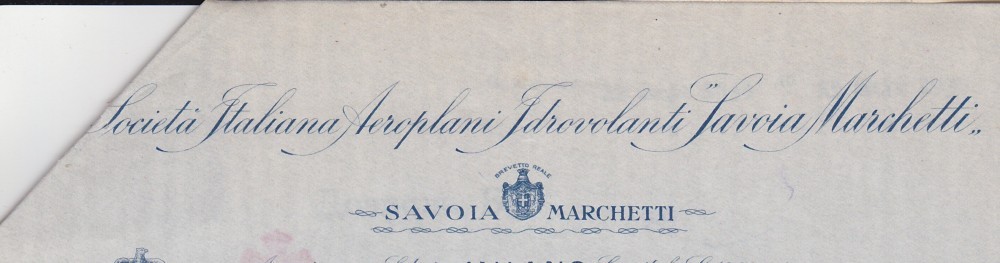 Società Italiana Aeroplani Idrovolanti "Savoia Marchetti„
BREVETTO REALE
SAVOIA MARCHETTI